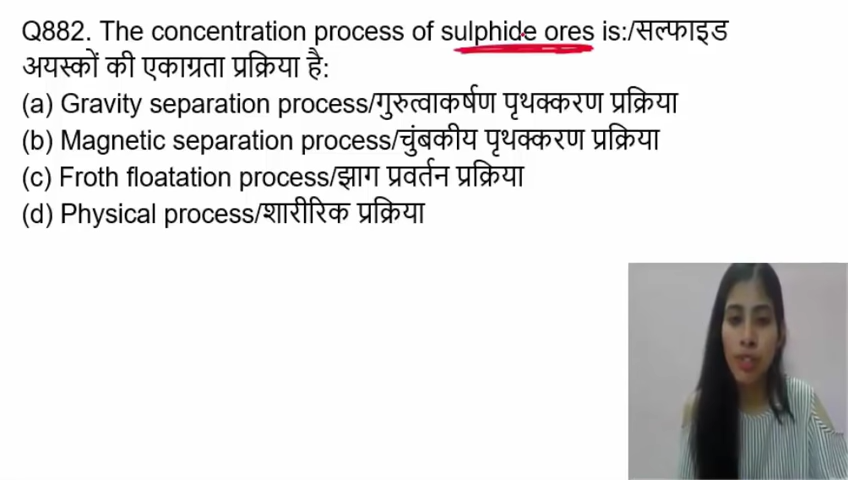 Q882. The concentration process of sulphide ores is:/सल्फाइड
अयस्कों की एकाग्रता प्रक्रिया है:
(a) Gravity separation process/गुरुत्वाकर्षण पृथक्करण प्रक्रिया
(b) Magnetic separation process/चुंबकीय पृथक्करण प्रक्रिया
(c) Froth floatation process/झाग प्रवर्तन प्रक्रिया
(d) Physical process/शारीरिक प्रक्रिया